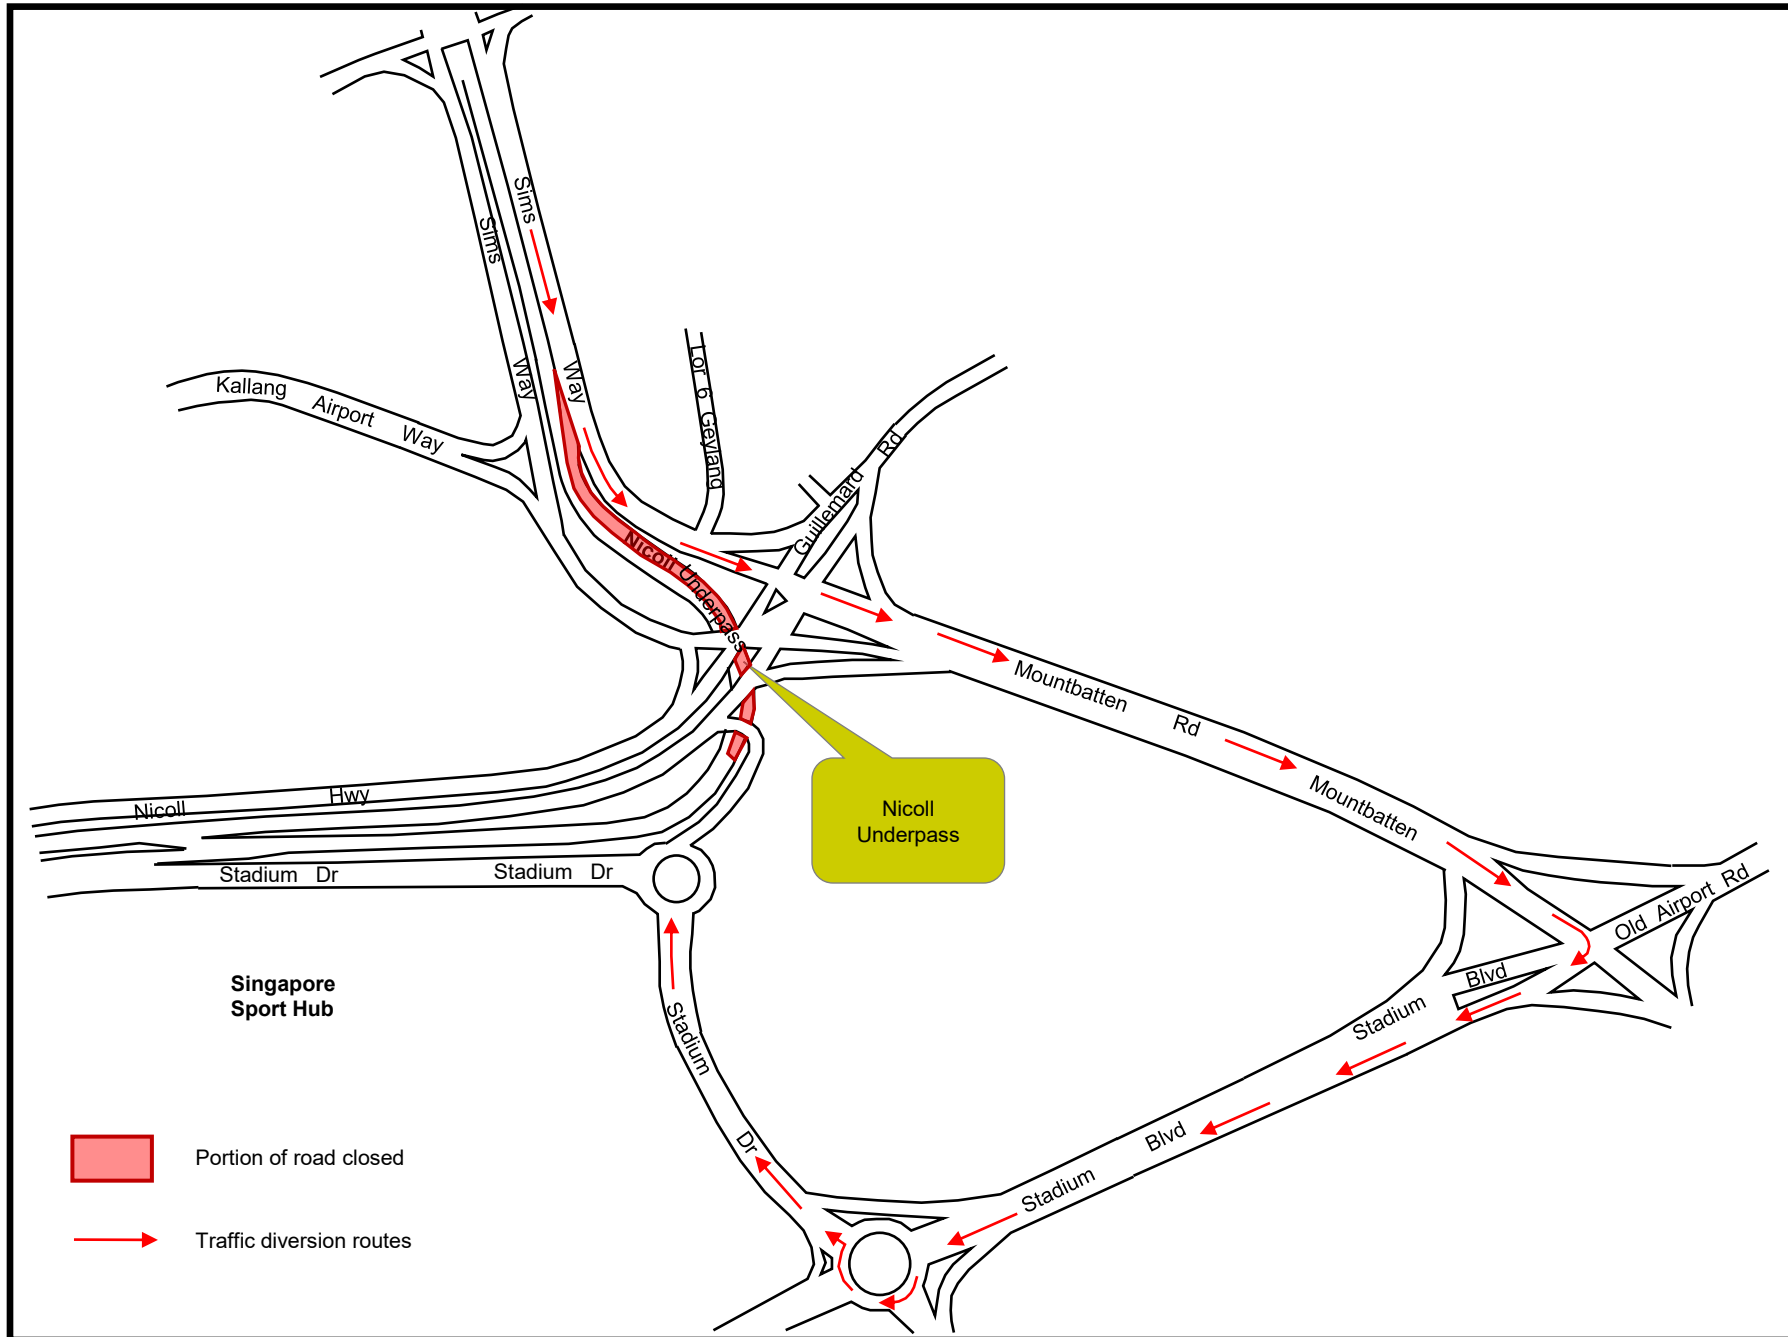 Sims
Sims
Way
Way
Lor 6 Geyland
Kallang Airport Way
Guillemard Rd
Nicoll Underpass
Mountbatten Rd
Mountbatten
Nicoll
Underpass
Nicoll Hwy
Stadium Dr
Stadium Dr
Old Airport Rd
Blvd
Stadium
Singapore
Sport Hub
Stadium
Dr
Blvd
Stadium
Portion of road closed
Traffic diversion routes